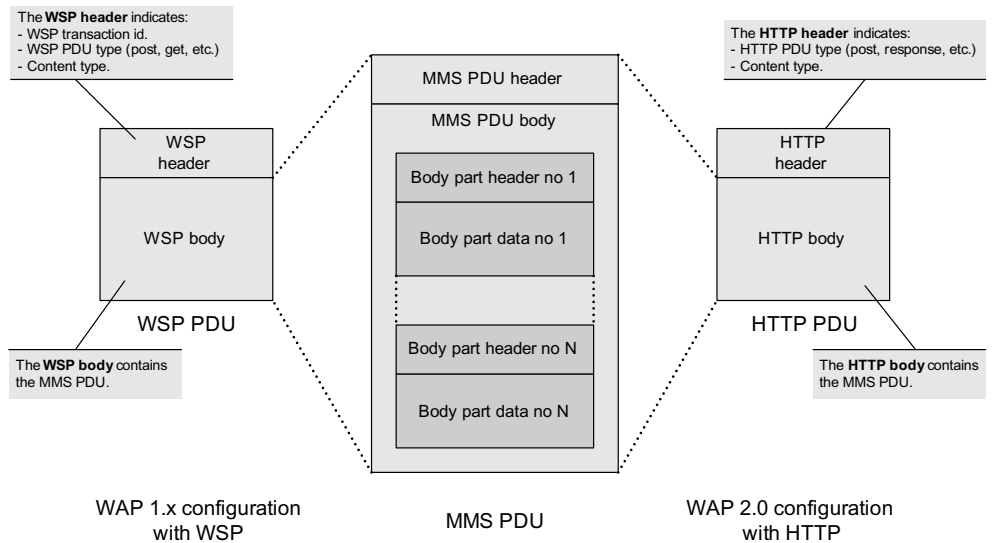 The WSP header indicates:
- WSP transaction id.
- WSP PDU type (post, get, etc.)
- Content type.
WSP
header
WSP body
WSP PDU
The WSP body contains
the MMS PDU.
WAP 1.x configuration
with WSP
MMS PDU header
MMS PDU body
Body part header no 1
Body part data no 1
Body part header no N
Body part data no N
MMS PDU
The HTTP header indicates:
- HTTP PDU type (post, response, etc.)
- Content type.
HTTP
header
HTTP body
HTTP PDU
The HTTP body contains
the MMS PDU.
WAP 2.0 configuration
with HTTP